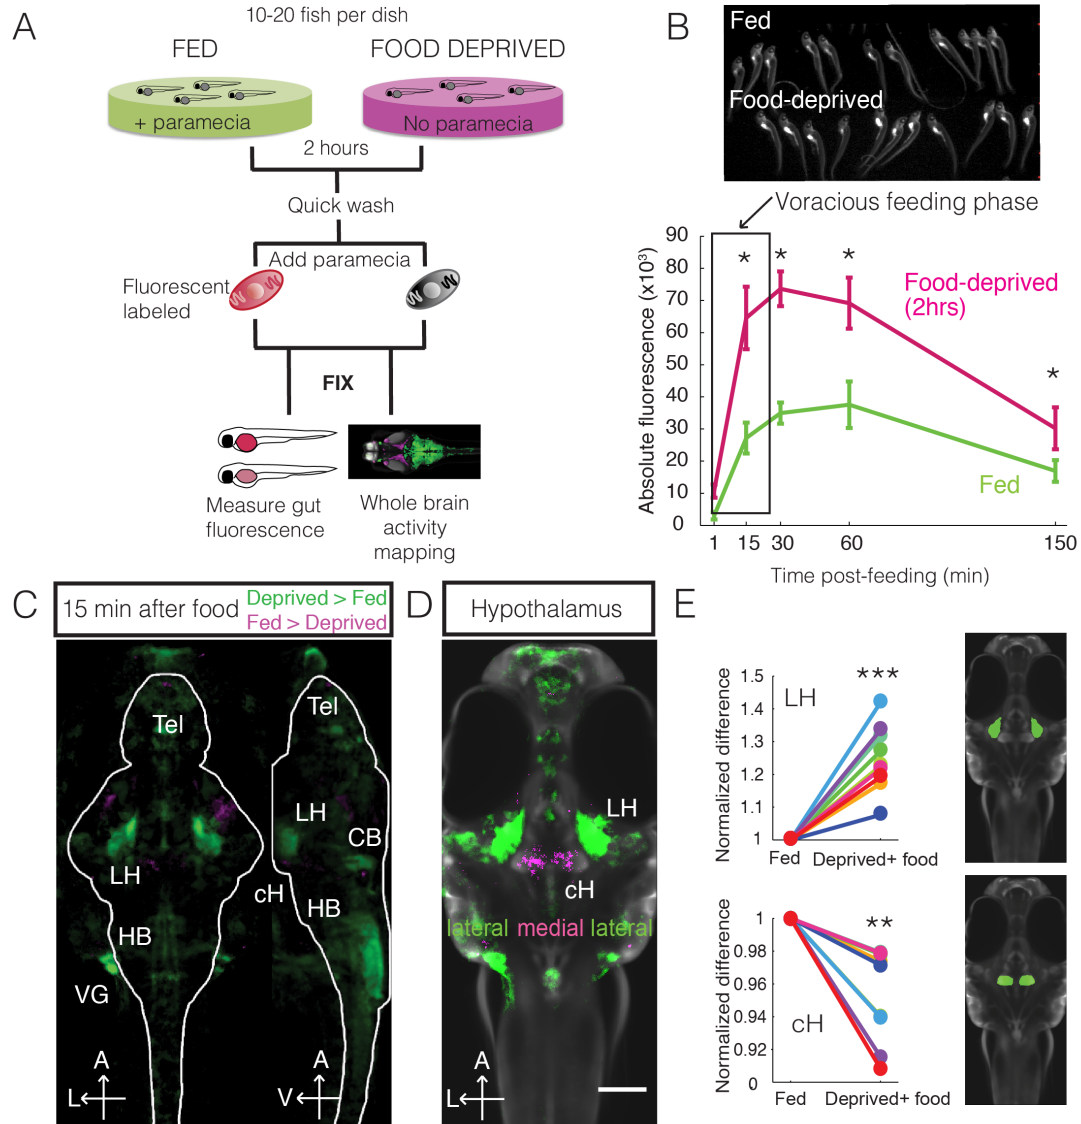 A
10-20 fish per dish
FED
FOOD DEPRIVED
+ paramecia
No paramecia
2 hours
Quick wash
Add paramecia
Fluorescent
labeled
FIX
Measure gut
fluorescence
Whole brain
activity
mapping
B
Fed
Food-deprived
Voracious feeding phase
Absolute fluorescence (x10³)
90
80
70
60
50
40
30
20
10
0
* * * *
Food-deprived
(2hrs)
Fed
1 15 30 60 150
Time post-feeding (min)
C
15 min after food
Deprived > Fed
Fed > Deprived
Tel
LH
HB
VG
A
L
Tel
LH
CB
cH
HB
A
V
D
Hypothalamus
LH
cH
lateral medial lateral
A
L
E
Normalized difference
1.5
1.4
1.3
1.2
1.1
1
LH
***
Fed
Deprived+ food
Normalized difference
1
0.98
0.96
0.94
0.92
0
cH
**
Fed
Deprived+ food